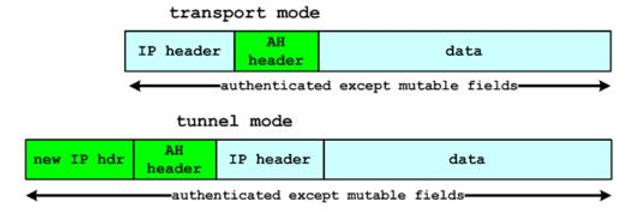 transport mode
IP header
AH
header
data
authenticated except mutable fields
tunnel mode
new IP hdr
AH
header
IP header
data
authenticated except mutable fields